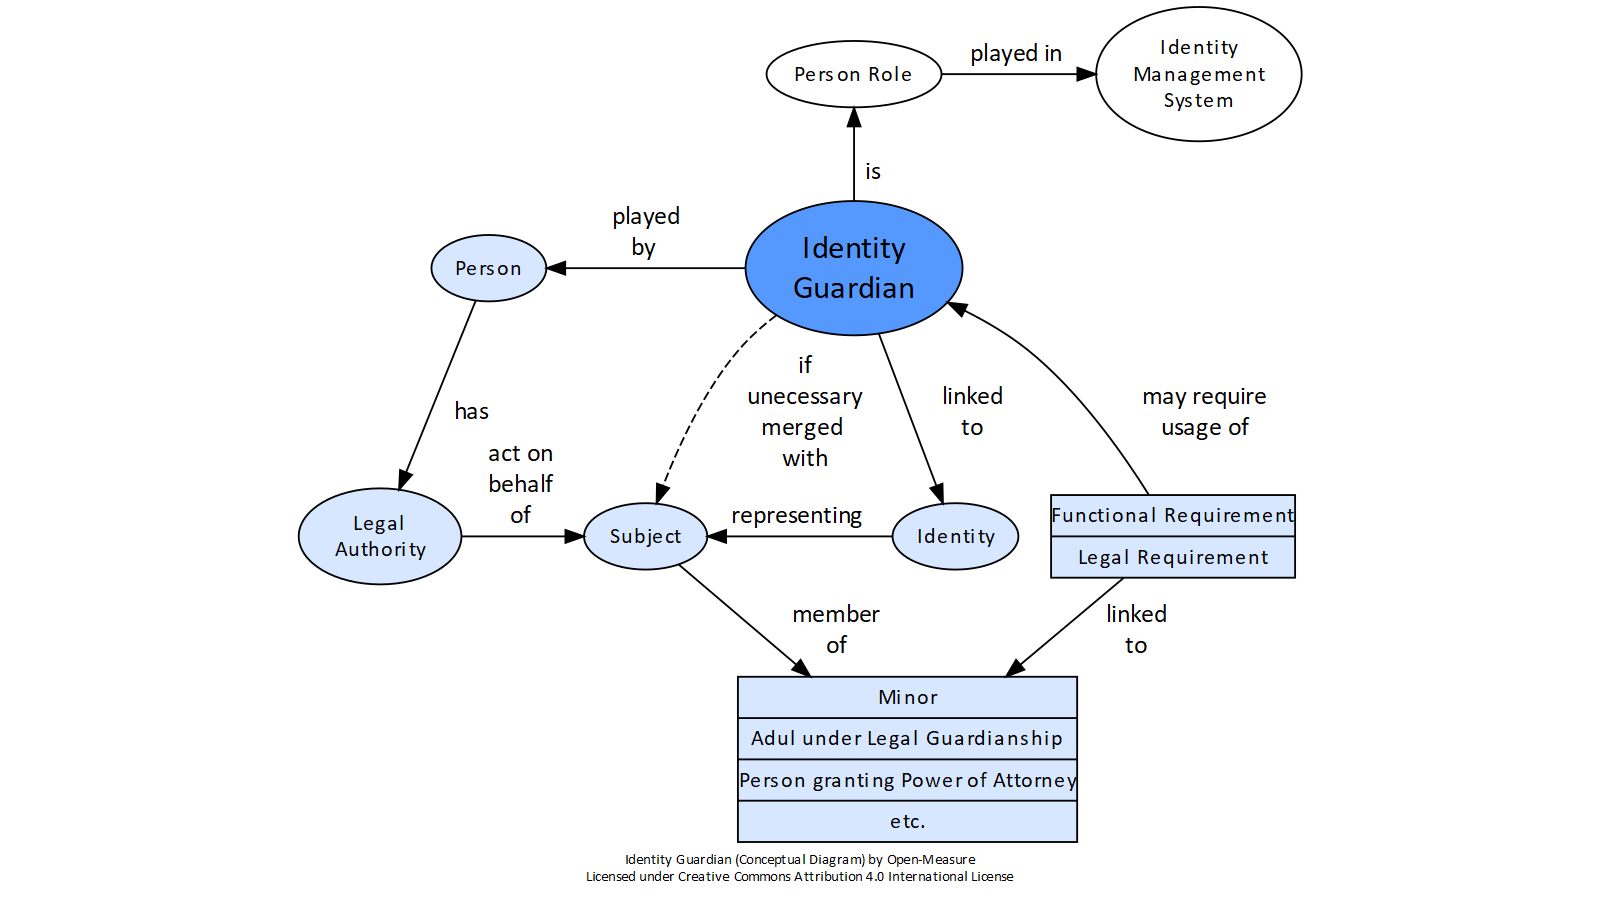 Identity
Management
System
played in
Person Role
is
played
by
Identity
Guardian
Person
if
unecessary
merged
with
linked
to
may require
usage of
has
act on
behalf
of
Legal
Authority
Subject
representing
Identity
Functional Requirement
Legal Requirement
member
of
linked
to
Minor
Adul under Legal Guardianship
Person granting Power of Attorney
etc.
Identity Guardian (Conceptual Diagram) by Open-Measure
Licensed under Creative Commons Attribution 4.0 International License